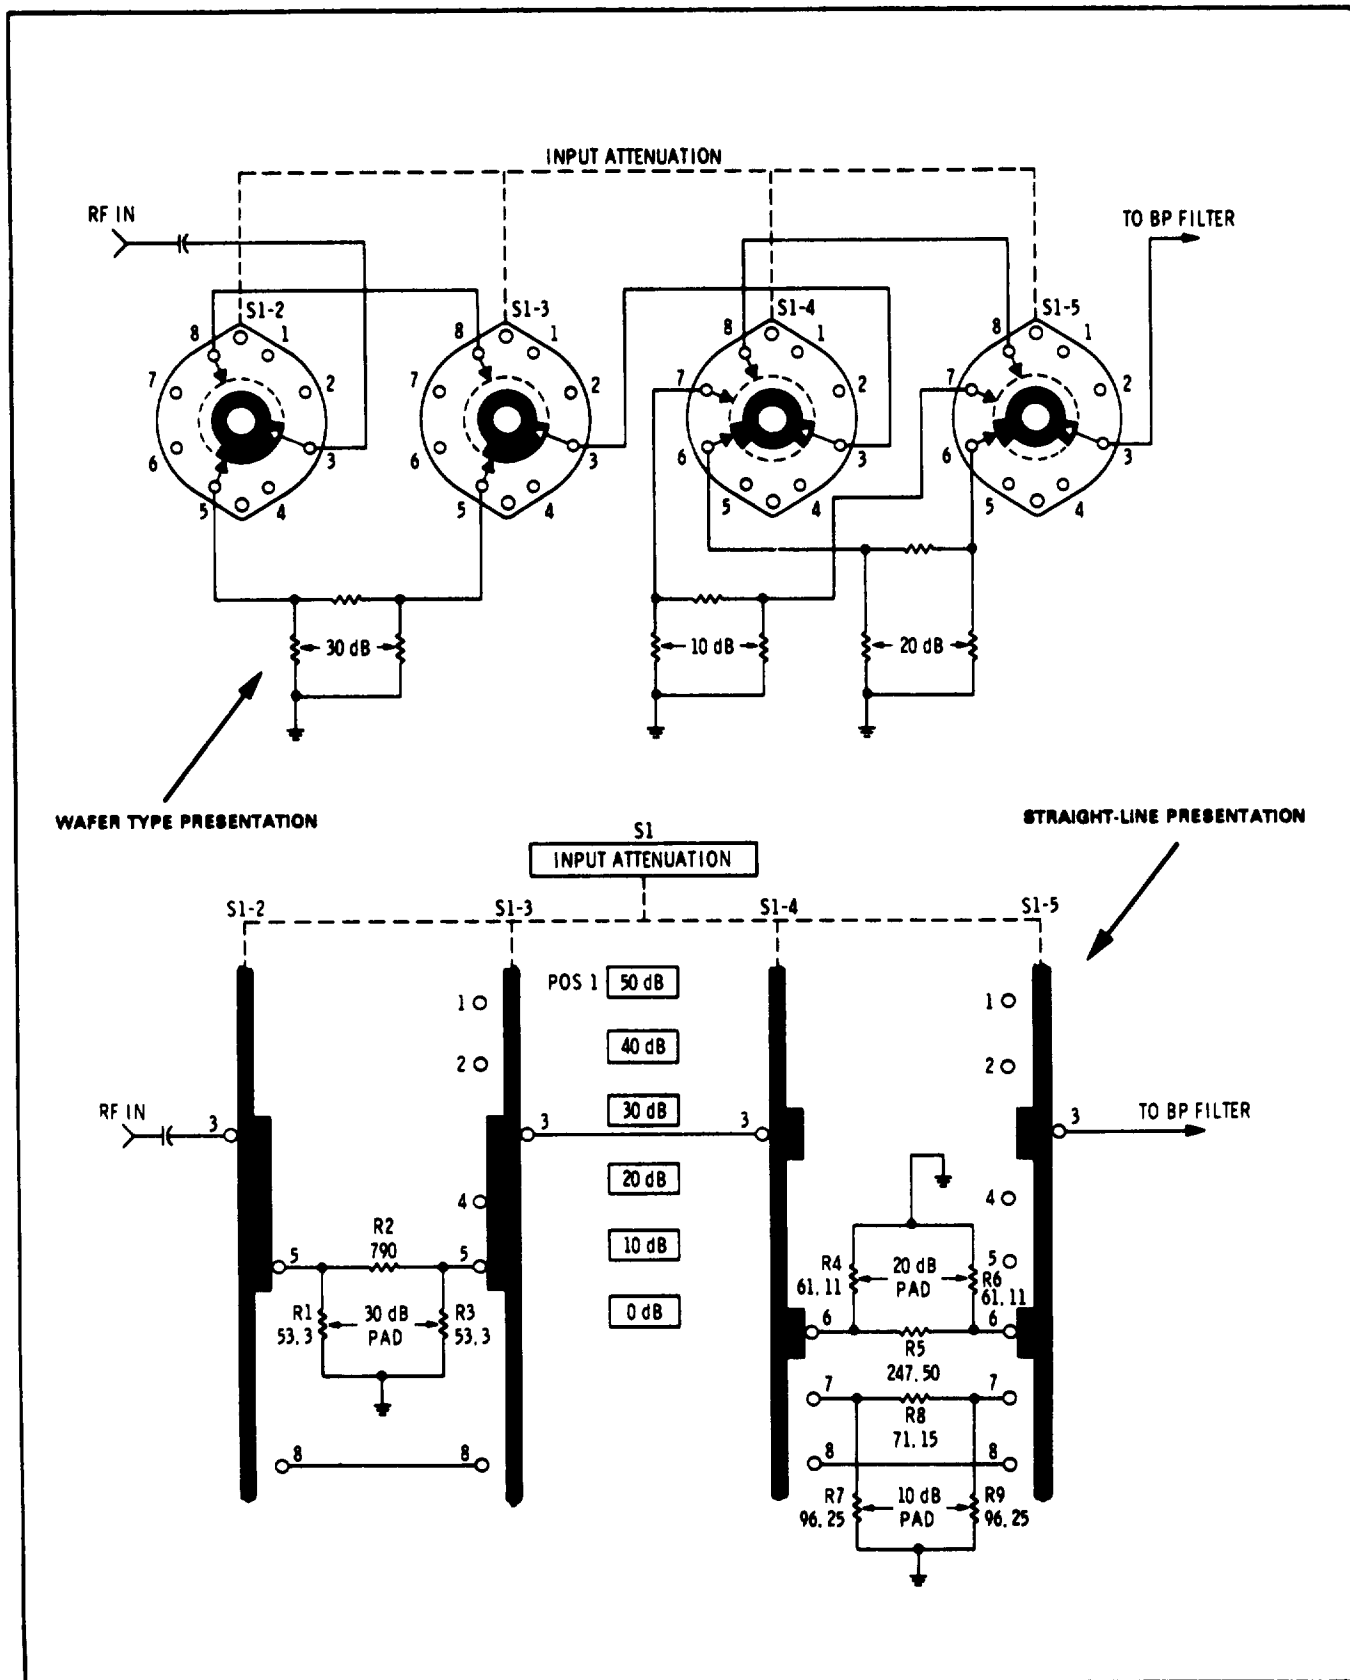 INPUT ATTENUATION
RF IN
TO BP FILTER
S1-2
S1-3
S1-4
S1-5
8 1
7 2
6 3
5 4
8 1
7 2
6 3
5 4
8 1
7 2
6 3
5 4
8 1
7 2
6 3
5 4
30 dB
10 dB
20 dB
WAFER TYPE PRESENTATION
STRAIGHT-LINE PRESENTATION
S1
INPUT ATTENUATION
S1-2
S1-3
S1-4
S1-5
POS 1
50 dB
40 dB
30 dB
20 dB
10 dB
0 dB
RF IN
3
1
2
3
4
5
R2
790
5
R1
53.3
30 dB
PAD
R3
53.3
8
8
3
1
2
3
TO BP FILTER
4
5
R4
61.11
20 dB
PAD
R6
61.11
6
6
R5
247.50
7
7
R8
71.15
8
8
R7
96.25
10 dB
PAD
R9
96.25